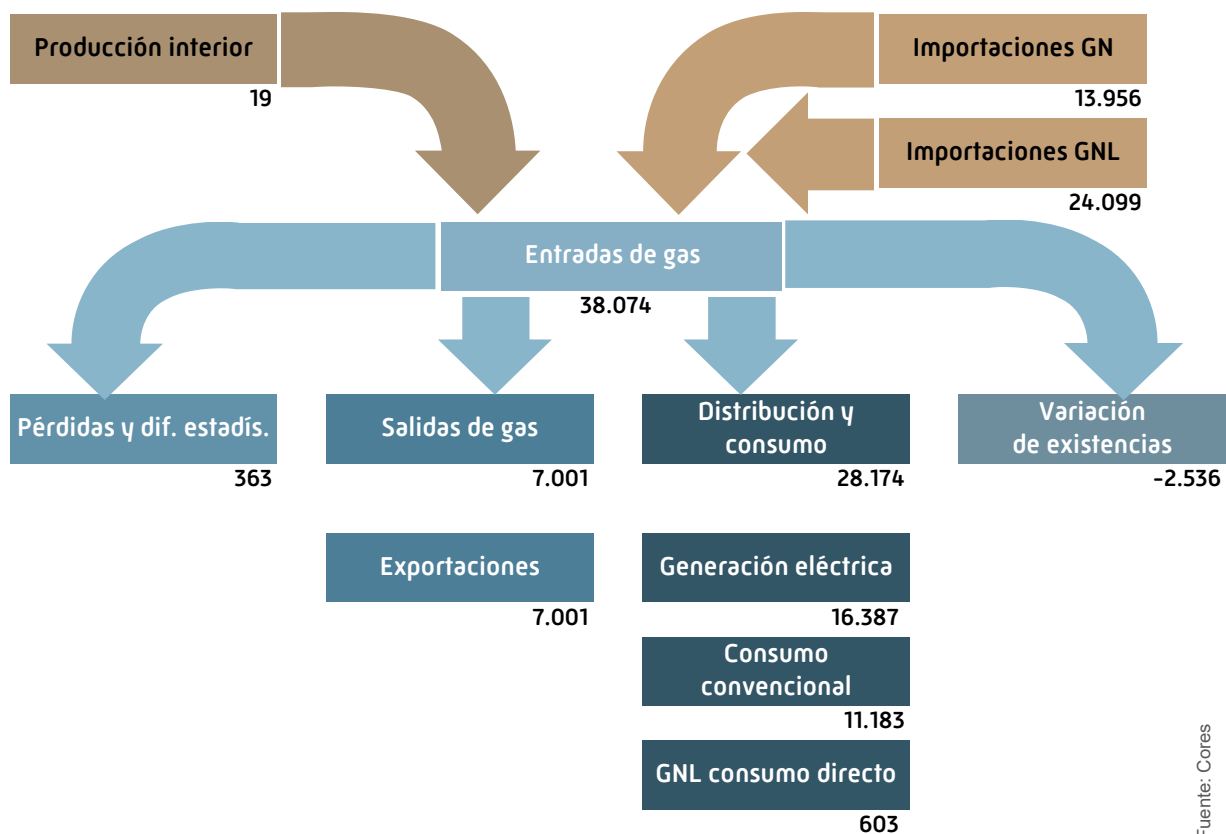 Producción interior
19
Importaciones GN
13.956
Importaciones GNL
24.099
Entradas de gas
38.074
Pérdidas y dif. estadís.
363
Salidas de gas
7.001
Distribución y
consumo
28.174
Variación
de existencias
-2.536
Exportaciones
7.001
Generación eléctrica
16.387
Consumo
convencional
11.183
GNL consumo directo
603
Fuente: Cores